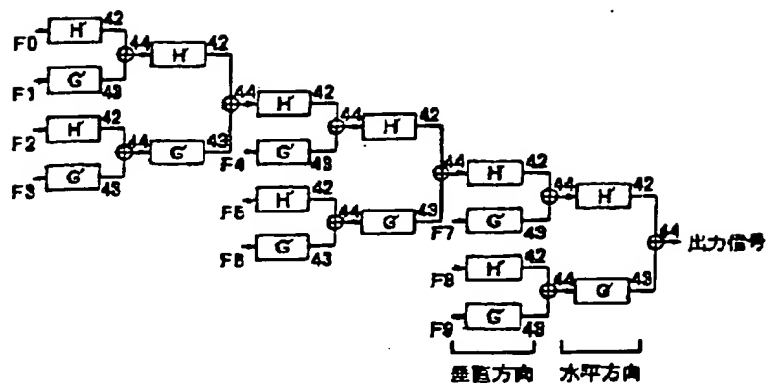 42
F0 H' 44 H' 42
F1 G' 43 44 H' 42
F2 H' 42 44 H' 42
F3 G' 43 44 G' 43
F4 G' 43 44 H' 42
F5 H' 42 44 G' 43 44 H' 42
F6 G' 43
F7 G' 43
44 出力信号
F8 H' 42 44 G' 43
F9 G' 43
垂直方向 水平方向